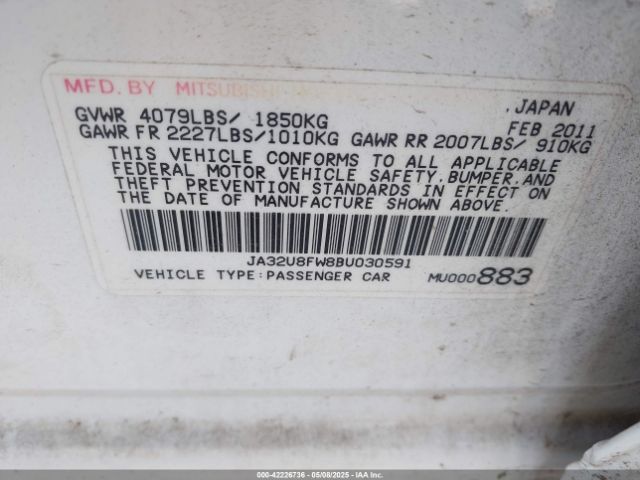 MFD. BY MITSUBISHI
GVWR 4079LBS/ 1850KG
.JAPAN
FEB 2011
GAWR FR 2227LBS/1010KG GAWR RR 2007LBS/ 910KG
THIS VEHICLE CONFORMS TO ALL APPLICABLE
FEDERAL MOTOR VEHICLE SAFETY.BUMPER.AND
THEFT PREVENTION STANDARDS IN EFFECT ON
THE DATE OF MANUFACTURE SHOWN ABOVE.
JA32U8FW8BU030591
VEHICLE TYPE:PASSENGER CAR
MU000883
000-42226736 - 05/08/2025 - IAA Inc.